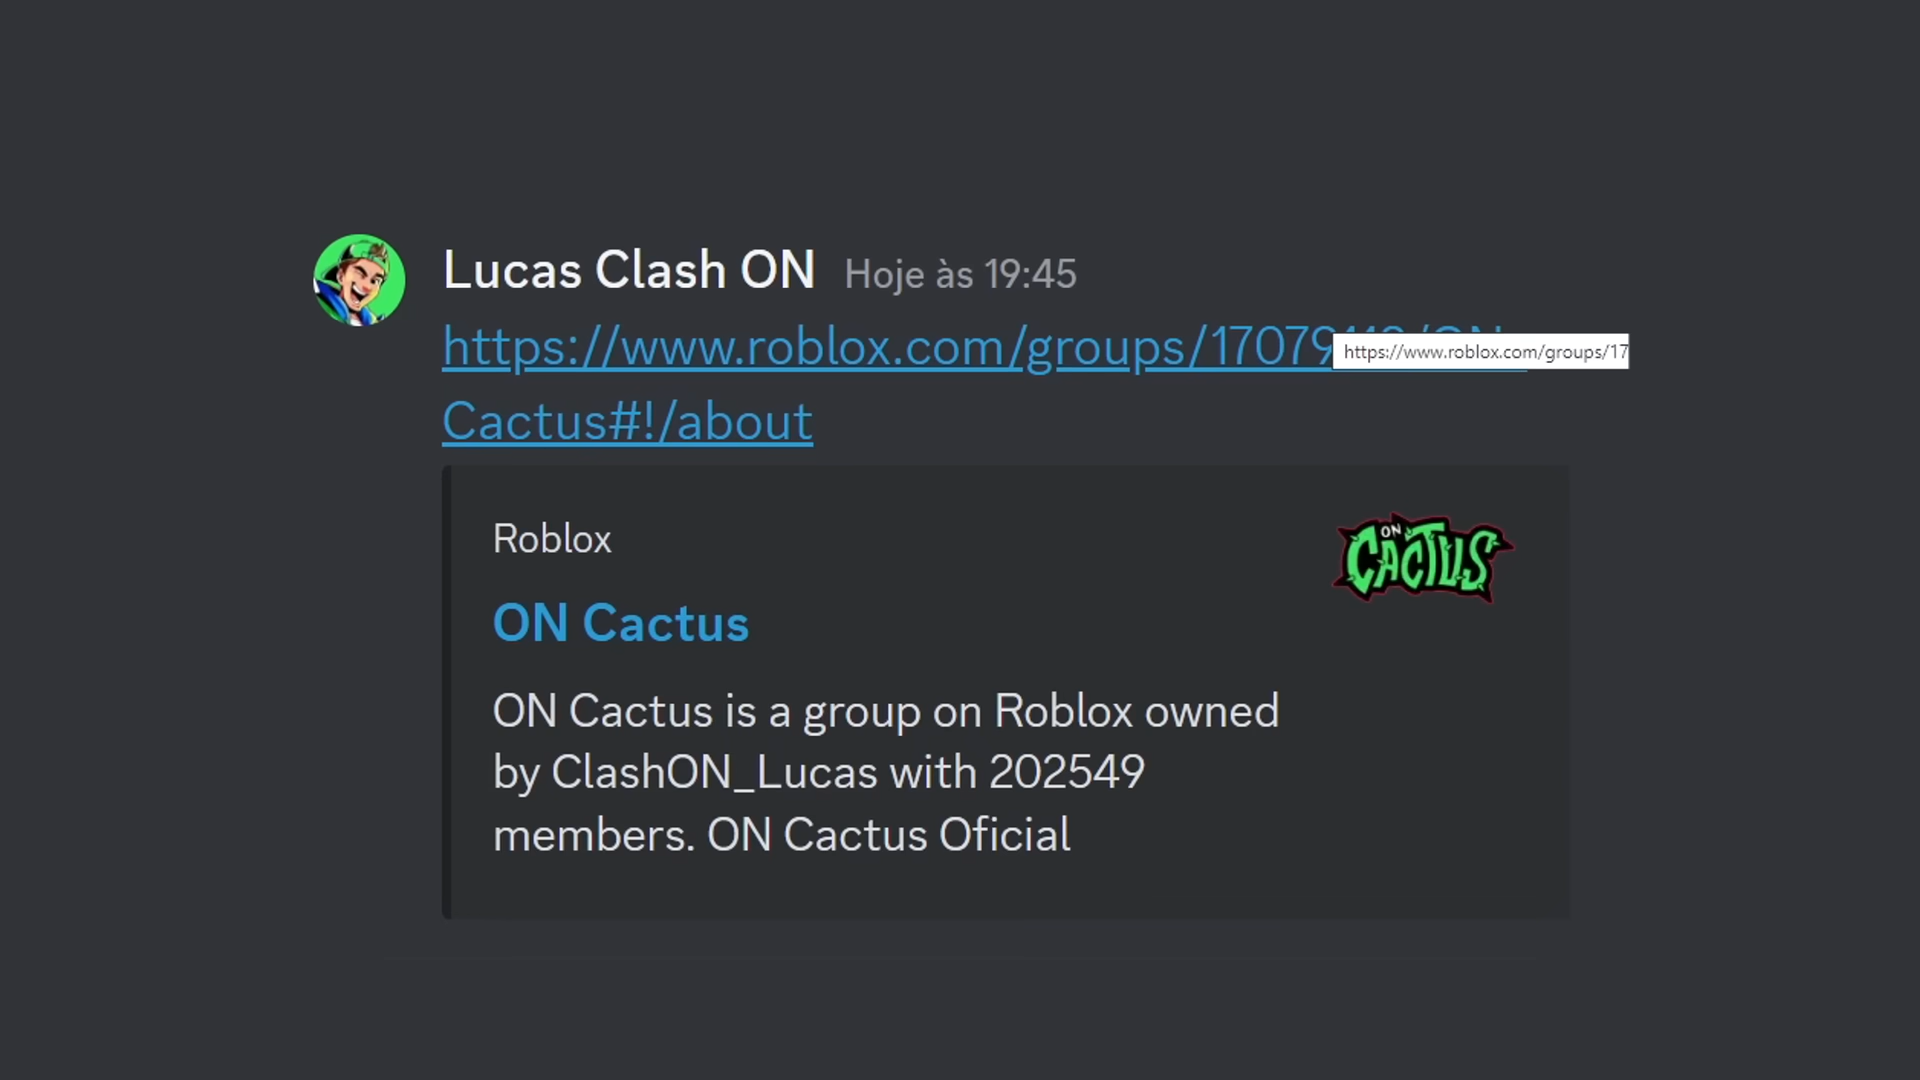 Lucas Clash ON Hoje às 19:45
https://www.roblox.com/groups/17079
https://www.roblox.com/groups/17
Cactus#!/about
Roblox
ON CACTUS
ON Cactus
ON Cactus is a group on Roblox owned
by ClashON_Lucas with 202549
members. ON Cactus Oficial